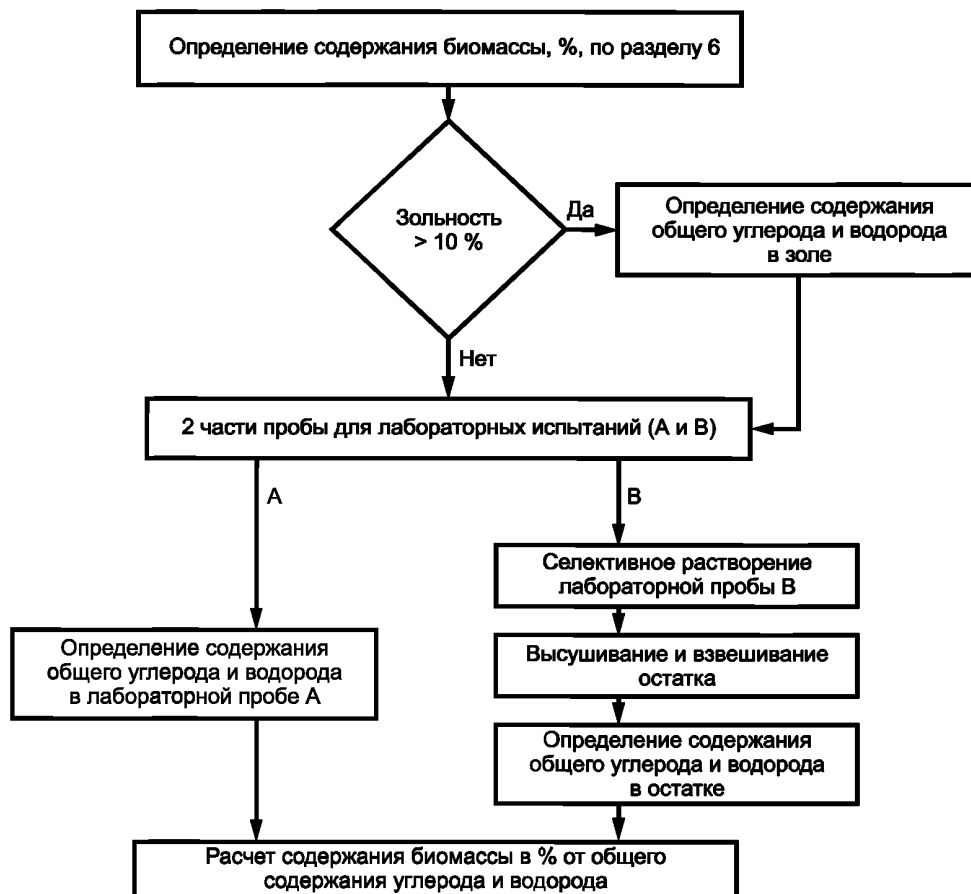 Определение содержания биомассы, %, по разделу 6
Зольность
> 10 %
Да
Определение содержания
общего углерода и водорода
в золе
Нет
2 части пробы для лабораторных испытаний (А и В)
А
В
Селективное растворение
лабораторной пробы В
Определение содержания
общего углерода и водорода
в лабораторной пробе А
Высушивание и взвешивание
остатка
Определение содержания
общего углерода и водорода
в остатке
Расчет содержания биомассы в % от общего
содержания углерода и водорода